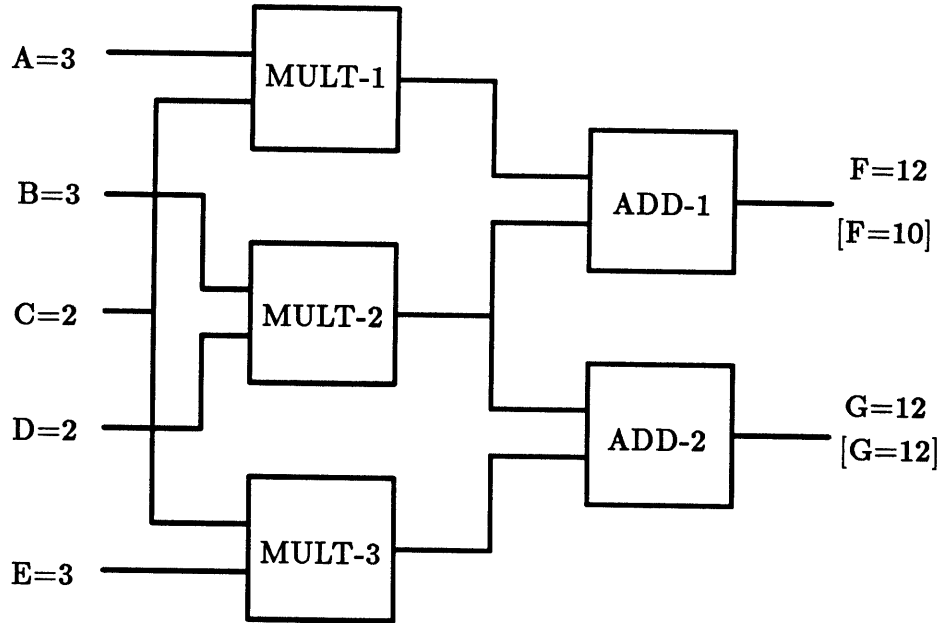 A=3
MULT-1
B=3
ADD-1
F=12
[F=10]
C=2
MULT-2
D=2
ADD-2
G=12
[G=12]
MULT-3
E=3